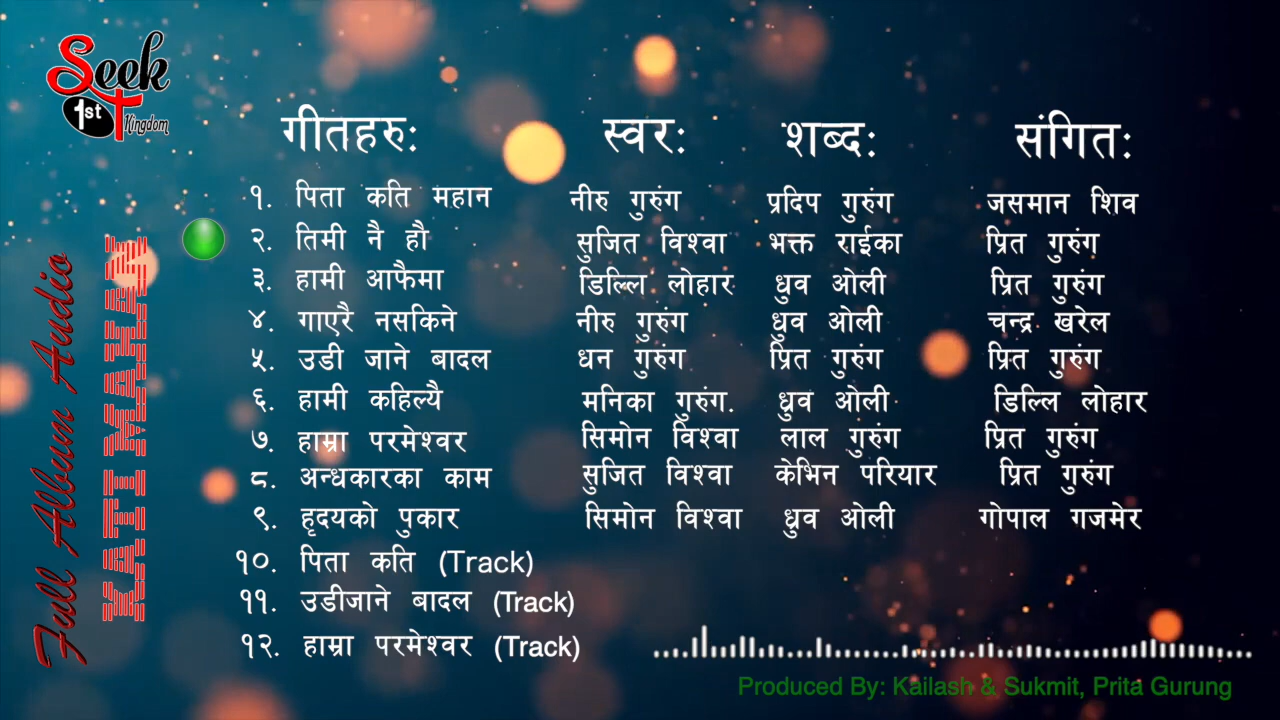 Seek
1st
Kingdom
Full Album Audio
KATI MAHAN
गीतहरुः स्वरः शब्दः संगितः
१. पिता कति महान नीरु गुरुंग प्रदिप गुरुंग जसमान शिव
२. तिमी नै हौ सुजित विश्वा भक्त राईका प्रित गुरुंग
३. हामी आफैमा डिल्लि लोहार धुव ओली प्रित गुरुंग
४. गाएरै नसकिने नीरु गुरुंग धुव ओली चन्द्र खरेल
५. उडी जाने बादल धन गुरुंग प्रित गुरुंग प्रित गुरुंग
६. हामी कहिल्यै मनिका गुरुंग. ध्रुव ओली डिल्लि लोहार
७. हाम्रा परमेश्वर सिमोन विश्वा लाल गुरुंग प्रित गुरुंग
८. अन्धकारका काम सुजित विश्वा केभिन परियार प्रित गुरुंग
९. हृदयको पुकार सिमोन विश्वा ध्रुव ओली गोपाल गजमेर
१०. पिता कति (Track)
११. उडीजाने बादल (Track)
१२. हाम्रा परमेश्वर (Track)
Produced By: Kailash & Sukmit, Prita Gurung